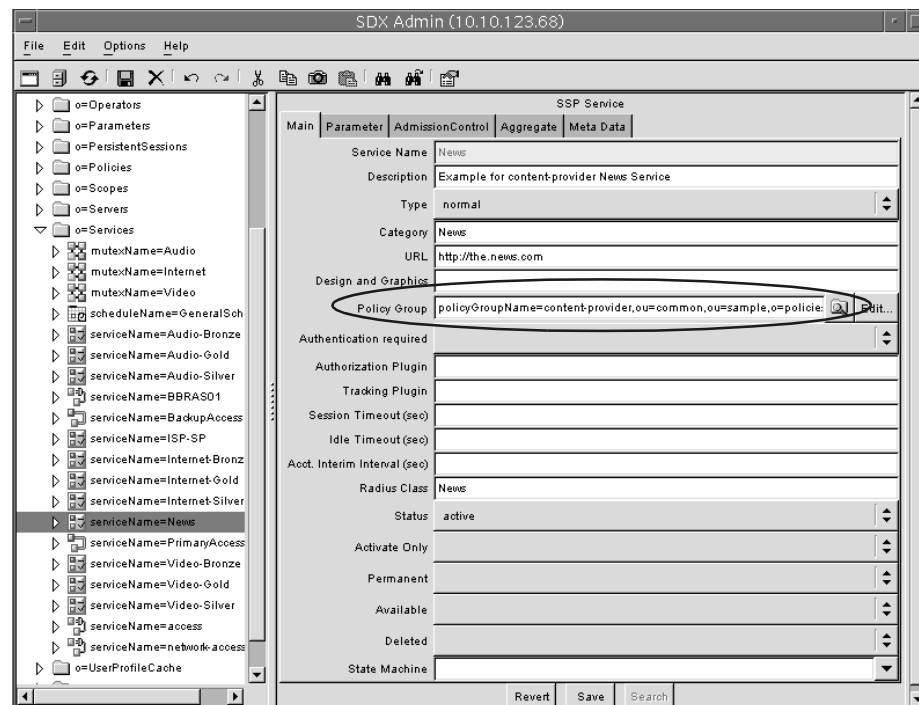 SDX Admin (10.10.123.68)
File Edit Options Help
o=Operators
o=Parameters
o=PersistentSessions
o=Policies
o=Scopes
o=Servers
o=Services
mutexName=Audio
mutexName=Internet
mutexName=Video
scheduleName=GeneralSch
serviceName=Audio-Bronze
serviceName=Audio-Gold
serviceName=Audio-Silver
serviceName=BBRAS01
serviceName=BackupAccess
serviceName=ISP-SP
serviceName=Internet-Bronz
serviceName=Internet-Gold
serviceName=Internet-Silver
serviceName=News
serviceName=PrimaryAccess
serviceName=Video-Bronze
serviceName=Video-Gold
serviceName=Video-Silver
serviceName=access
serviceName=network-access
o=UserProfileCache
SSP Service
Main Parameter AdmissionControl Aggregate Meta Data
Service Name News
Description Example for content-provider News Service
Type normal
Category News
URL http://the.news.com
Design and Graphics
Policy Group policyGroupName=content-provider,ou=common,ou=sample,o=policie Edit...
Authentication required
Authorization Plugin
Tracking Plugin
Session Timeout (sec)
Idle Timeout (sec)
Acct. Interim Interval (sec)
Radius Class News
Status active
Activate Only
Permanent
Available
Deleted
State Machine
Revert Save Search